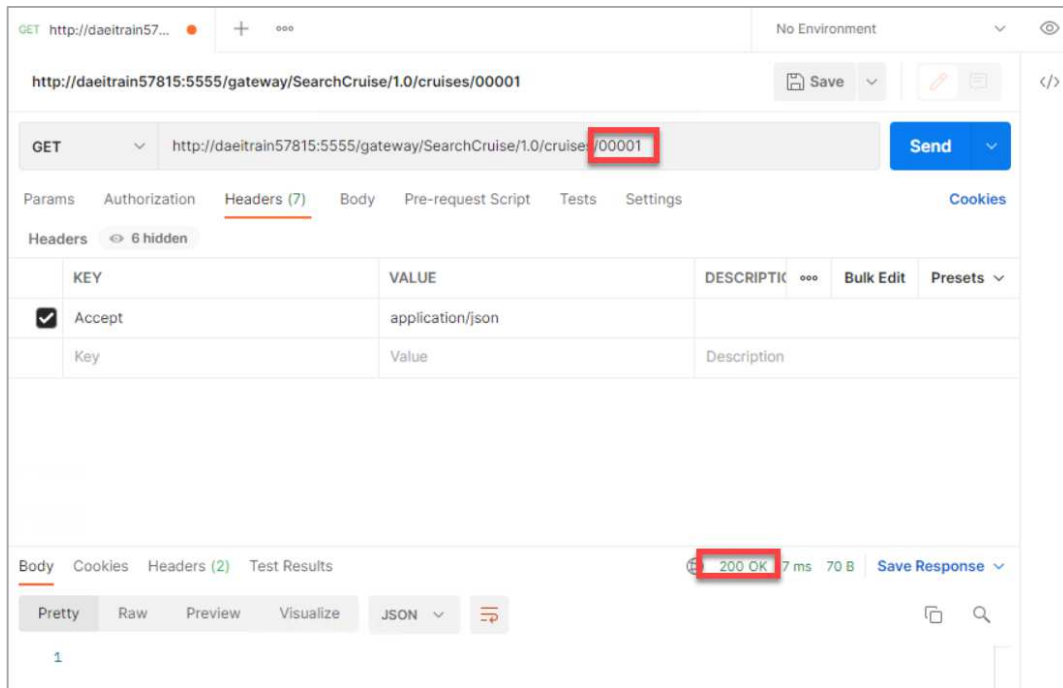 GET http://daeitrain57... No Environment
http://daeitrain57815:5555/gateway/SearchCruise/1.0/cruises/00001 Save </>
GET http://daeitrain57815:5555/gateway/SearchCruise/1.0/cruises/00001 Send
Params Authorization Headers (7) Body Pre-request Script Tests Settings Cookies
Headers 6 hidden
KEY VALUE DESCRIPTIC Bulk Edit Presets
Accept application/json
Key Value Description
Body Cookies Headers (2) Test Results 200 OK 7 ms 70 B Save Response
Pretty Raw Preview Visualize JSON
1